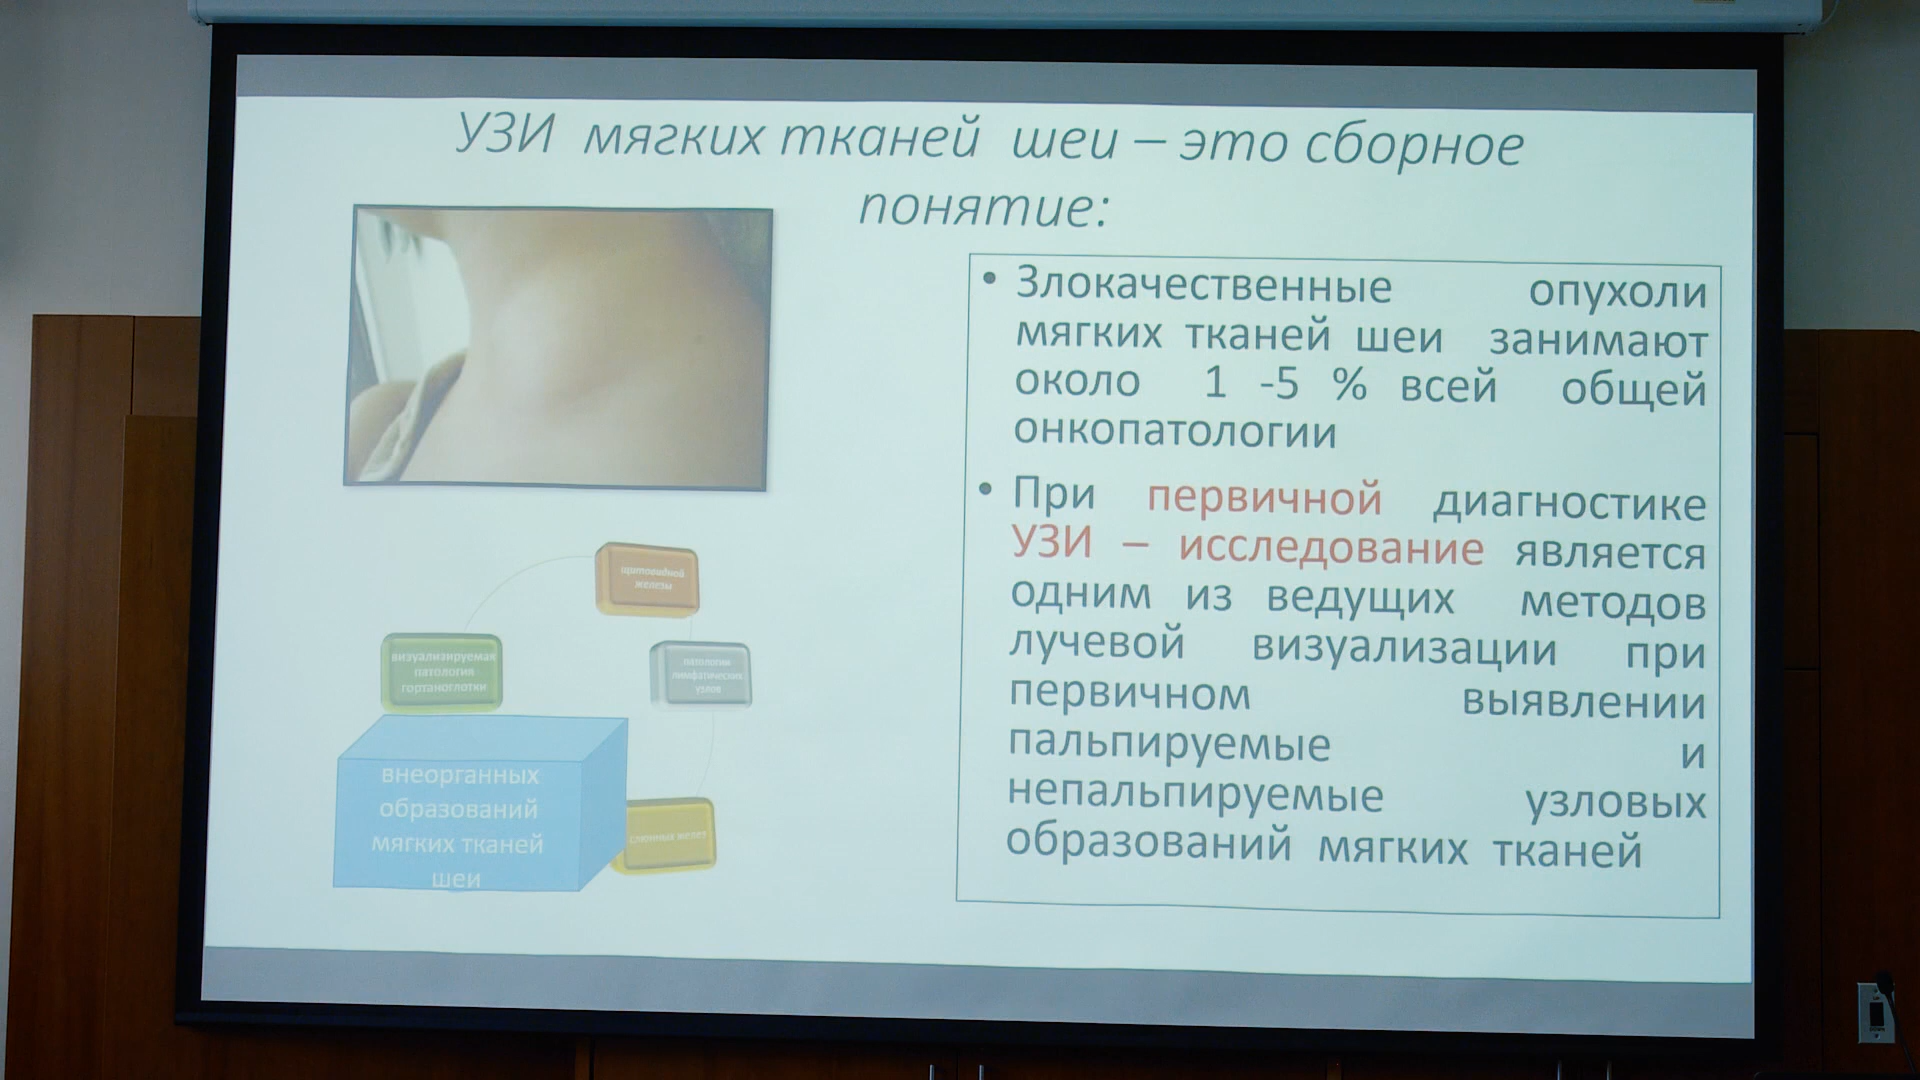 УЗИ мягких тканей шеи – это сборное
понятие:
• Злокачественные опухоли
мягких тканей шеи занимают
около 1 -5 % всей общей
онкопатологии
• При первичной диагностике
УЗИ – исследование является
одним из ведущих методов
лучевой визуализации при
первичном выявлении
пальпируемые и
непальпируемые узловых
образований мягких тканей
щитовидной
железы
визуализируемая
патология
гортаноглотки
патологии
лимфатических
узлов
внеорганных
образований
мягких тканей
шеи
слюнных желез